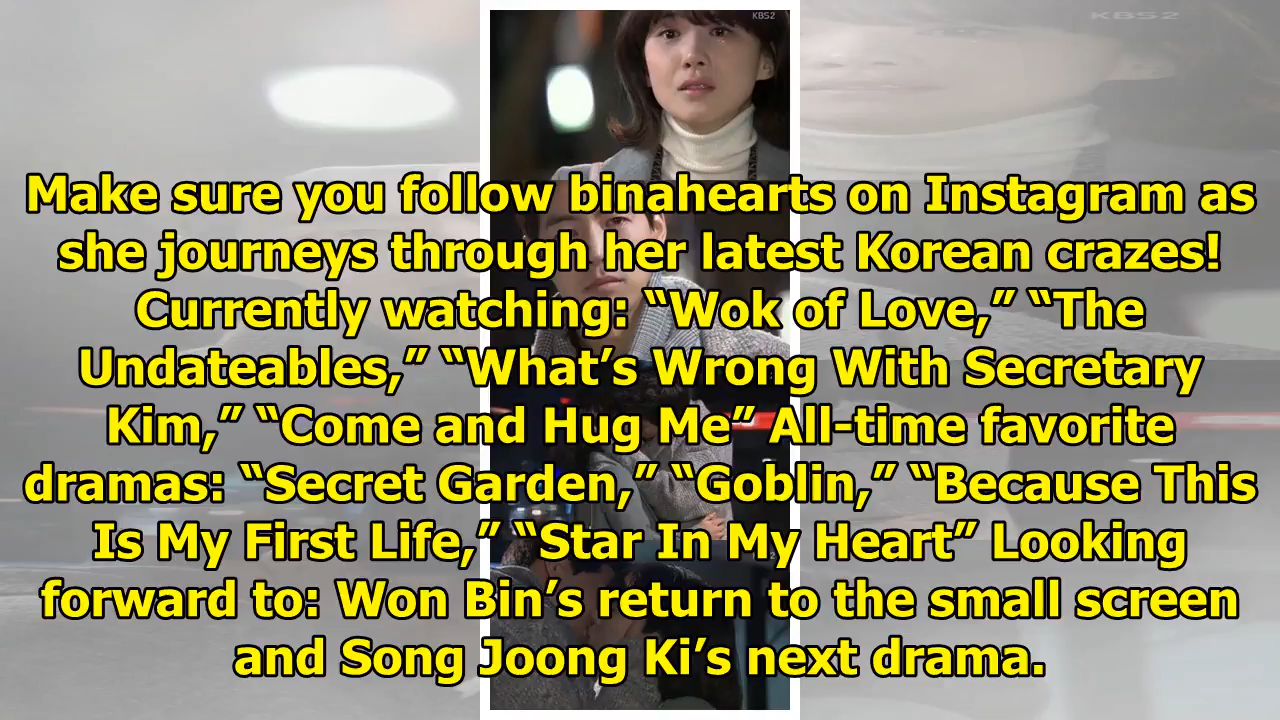 KBS2
KBS2
Make sure you follow binahearts on Instagram as
she journeys through her latest Korean crazes!
Currently watching: “Wok of Love,” “The
Undateables,” “What’s Wrong With Secretary
Kim,” “Come and Hug Me” All-time favorite
dramas: “Secret Garden,” “Goblin,” “Because This
Is My First Life,” “Star In My Heart” Looking
forward to: Won Bin’s return to the small screen
and Song Joong Ki’s next drama.